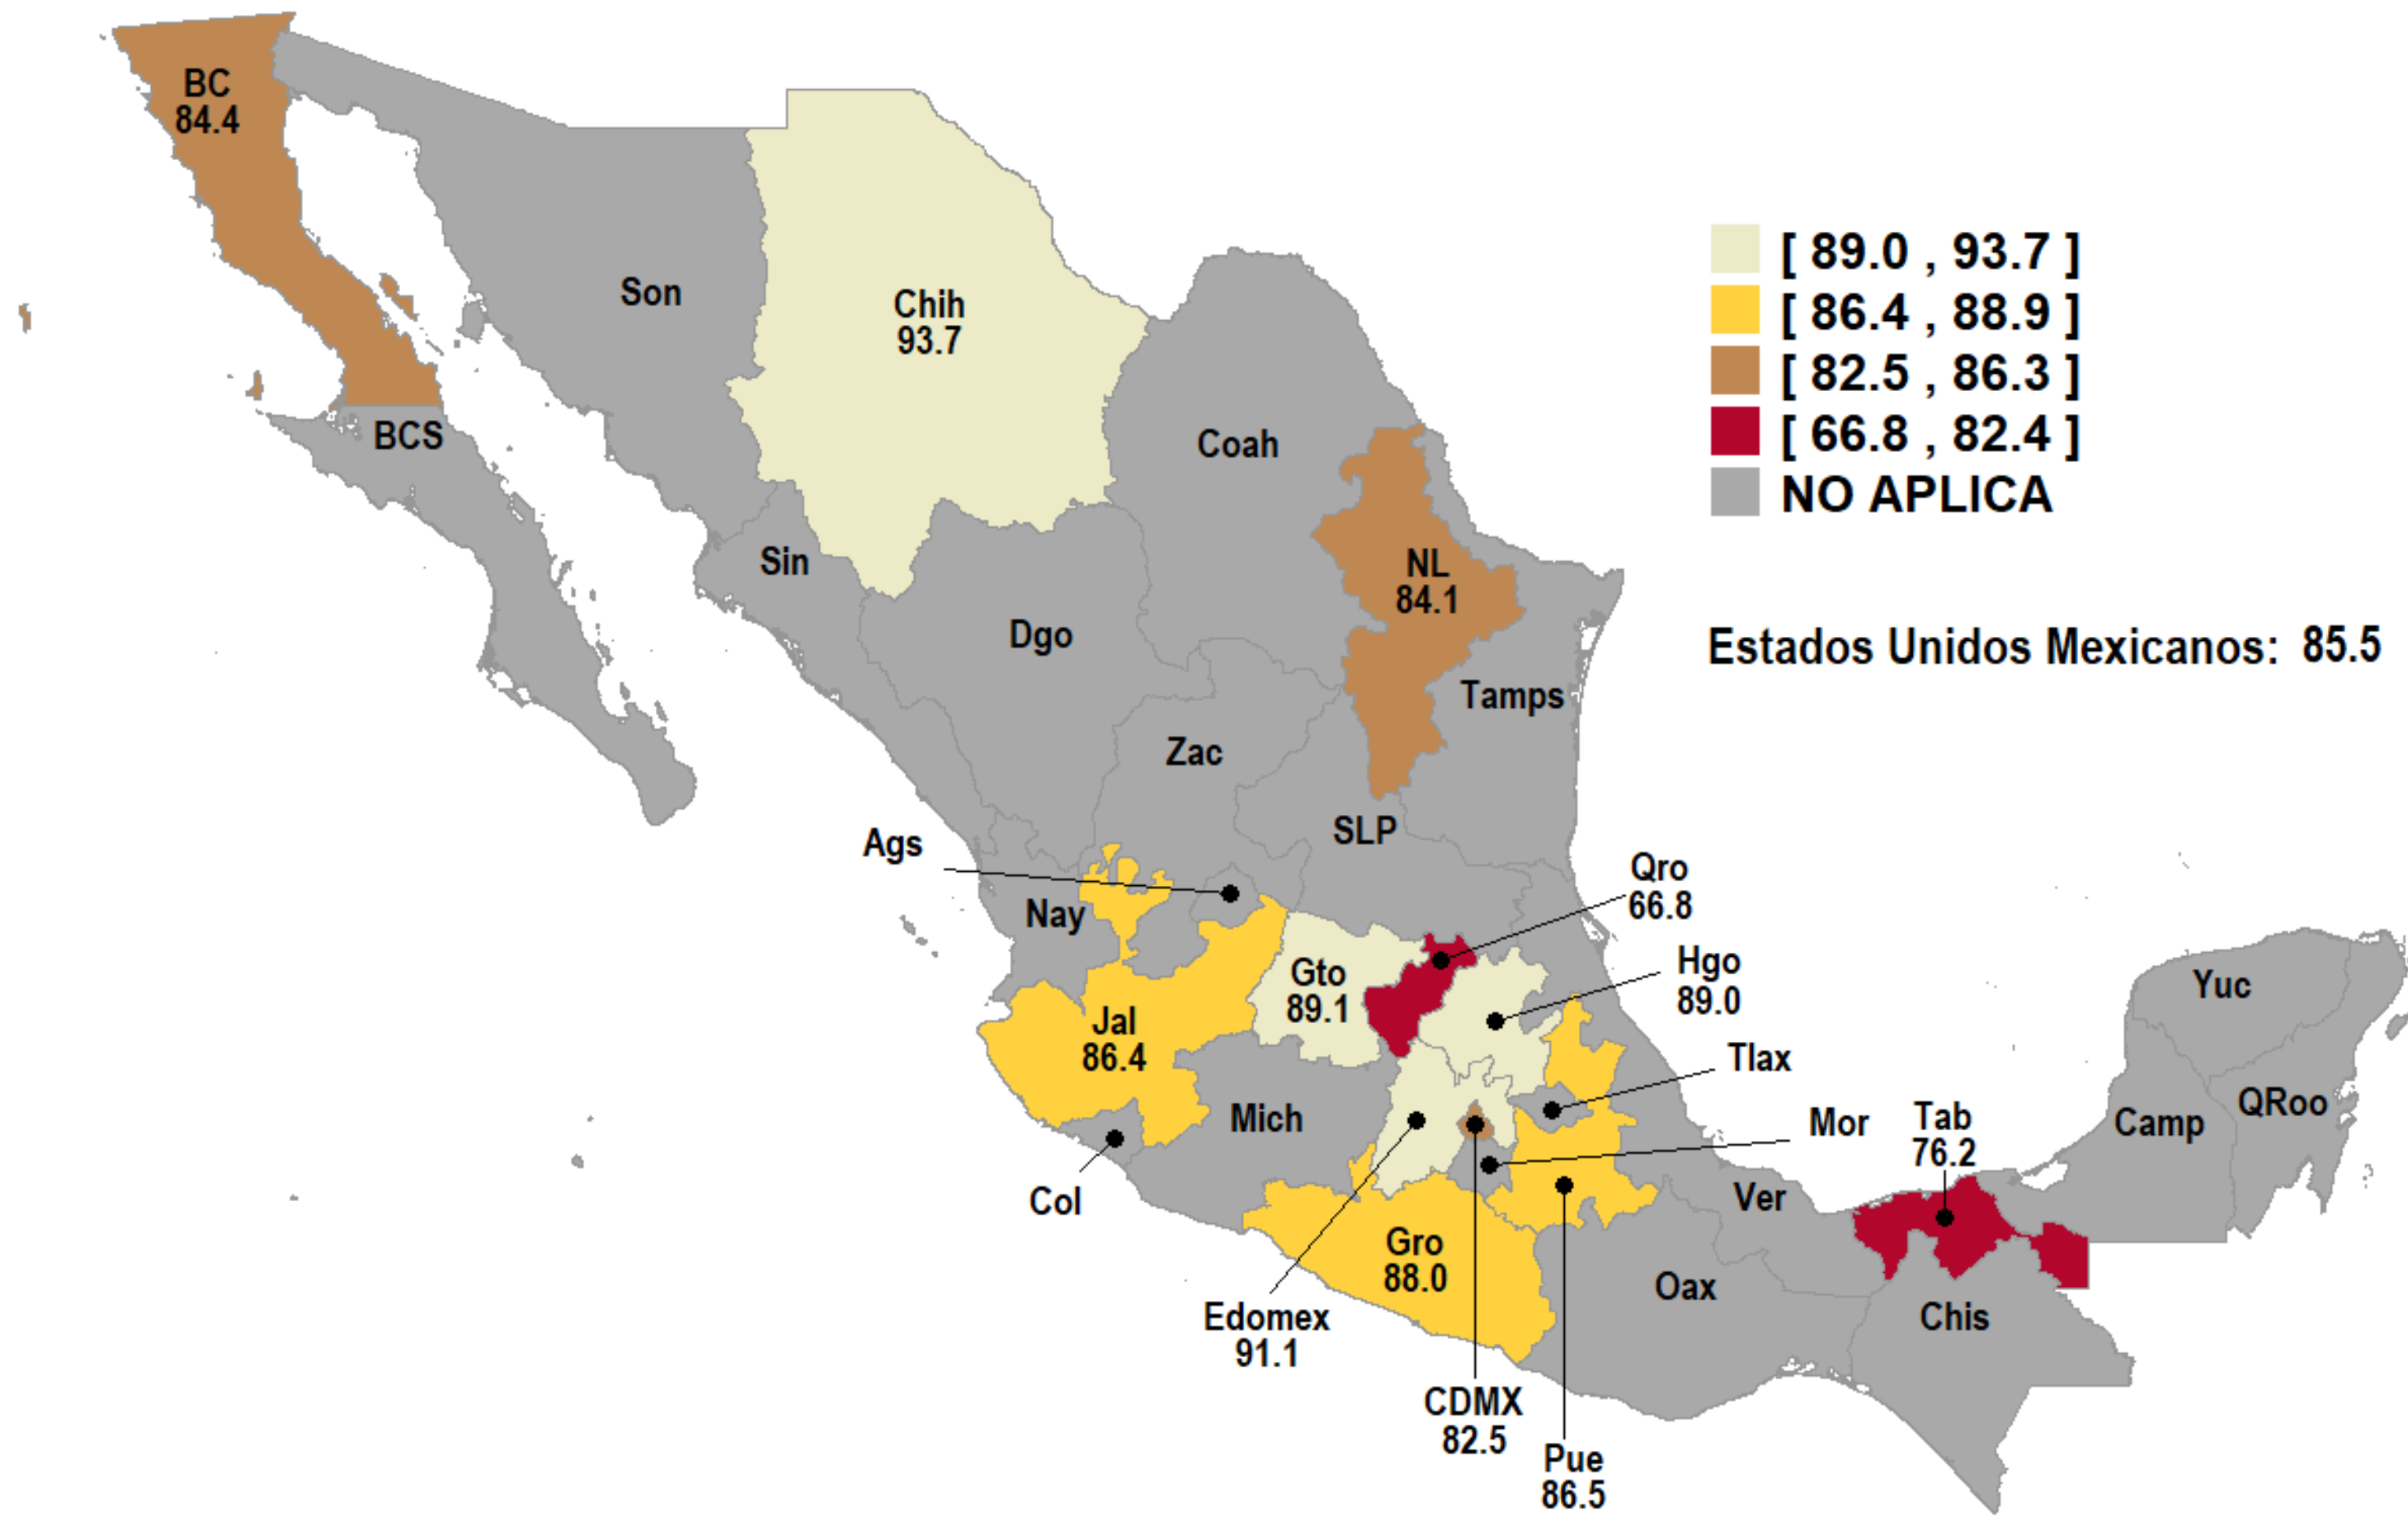 BC
84.4
Son
Chih
93.7
BCS
Coah
Sin
NL
84.1
Dgo
Tamps
Zac
SLP
Ags
Nay
Qro
66.8
Gto
89.1
Hgo
89.0
Jal
86.4
Tlax
Mich
Mor
Tab
76.2
Col
Ver
Yuc
QRoo
Camp
Gro
88.0
Oax
Chis
Edomex
91.1
CDMX
82.5
Pue
86.5
[ 89.0 , 93.7 ]
[ 86.4 , 88.9 ]
[ 82.5 , 86.3 ]
[ 66.8 , 82.4 ]
NO APLICA
Estados Unidos Mexicanos: 85.5